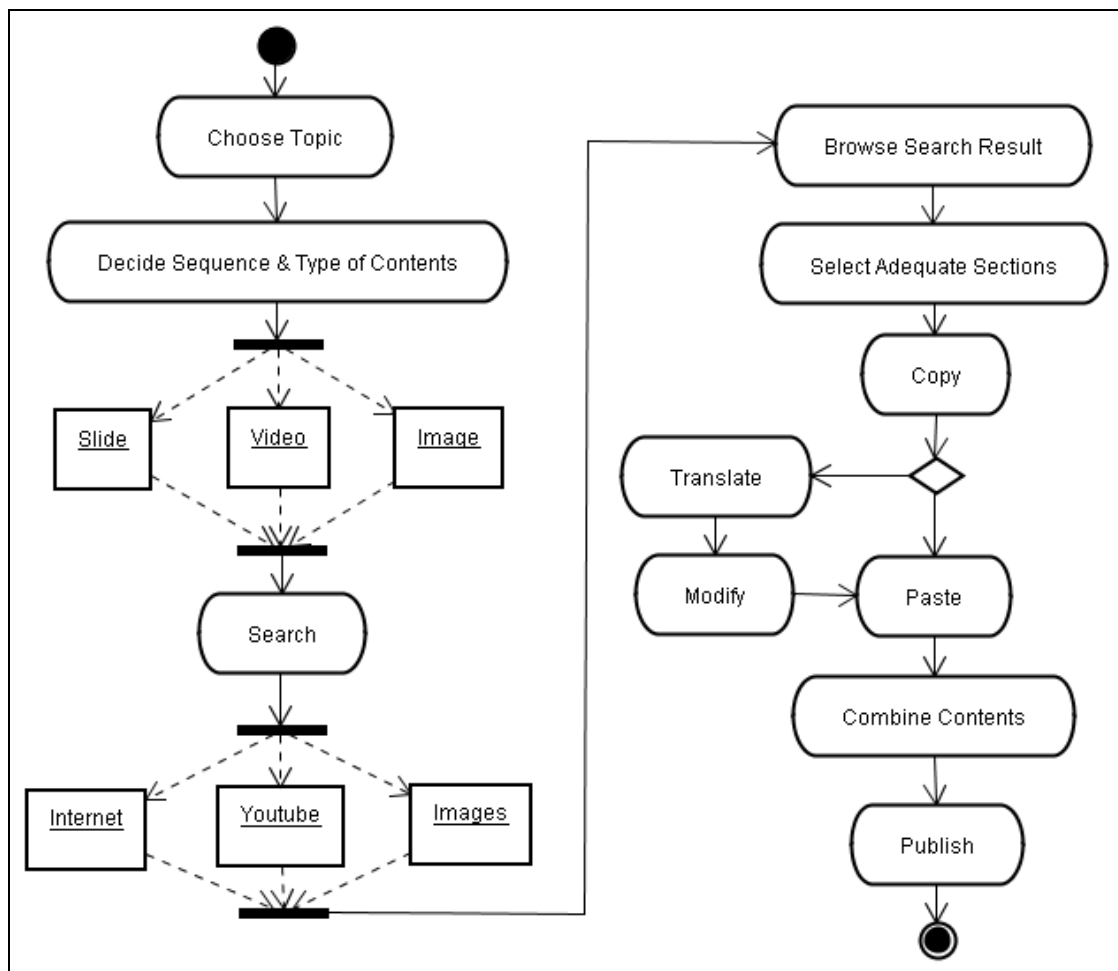 Choose Topic
Decide Sequence & Type of Contents
Slide
Video
Image
Search
Internet
Youtube
Images
Browse Search Result
Select Adequate Sections
Copy
Translate
Modify
Paste
Combine Contents
Publish